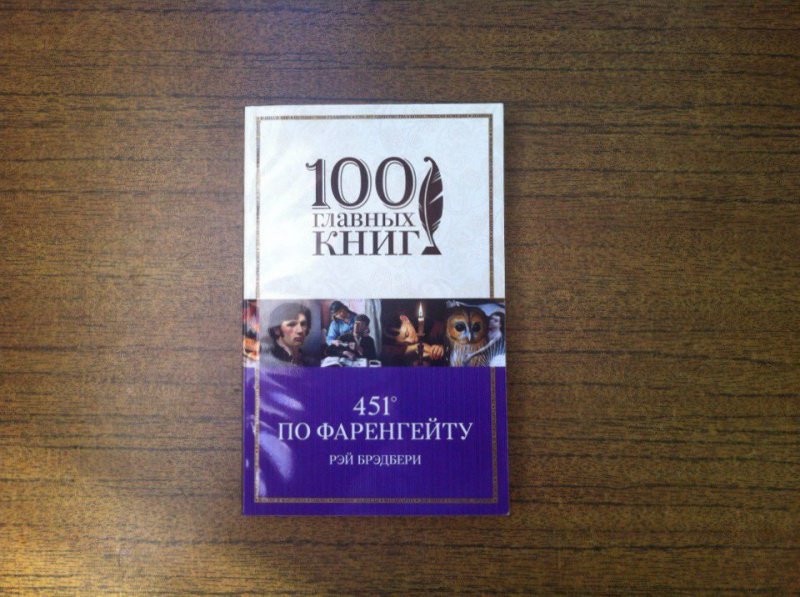 100
главных
книг
451°
ПО ФАРЕНГЕЙТУ
РЭЙ БРЭДБЕРИ